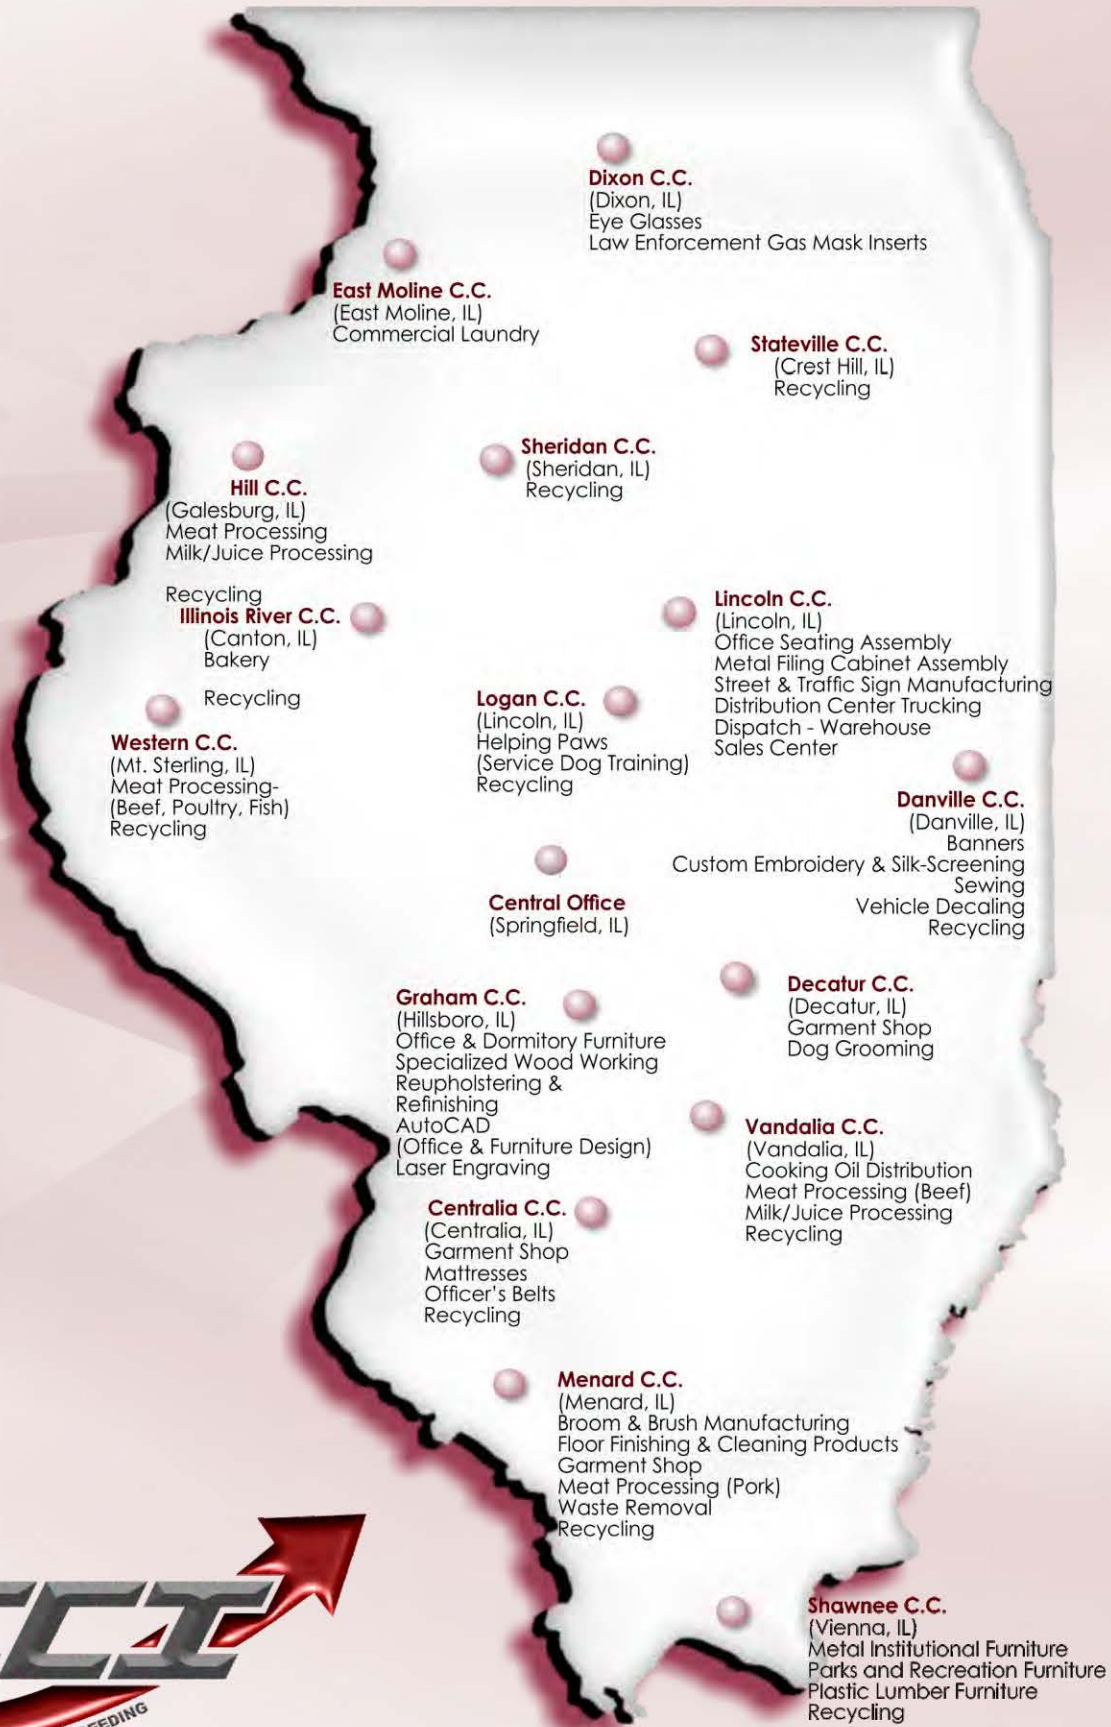 Dixon C.C.
(Dixon, IL)
Eye Glasses
Law Enforcement Gas Mask Inserts
East Moline C.C.
(East Moline, IL)
Commercial Laundry
Stateville C.C.
(Crest Hill, IL)
Recycling
Sheridan C.C.
(Sheridan, IL)
Recycling
Hill C.C.
(Galesburg, IL)
Meat Processing
Milk/Juice Processing
Recycling
Illinois River C.C.
(Canton, IL)
Bakery
Recycling
Lincoln C.C.
(Lincoln, IL)
Office Seating Assembly
Metal Filing Cabinet Assembly
Street & Traffic Sign Manufacturing
Distribution Center Trucking
Dispatch - Warehouse
Sales Center
Logan C.C.
(Lincoln, IL)
Helping Paws
(Service Dog Training)
Recycling
Western C.C.
(Mt. Sterling, IL)
Meat Processing-
(Beef, Poultry, Fish)
Recycling
Danville C.C.
(Danville, IL)
Banners
Custom Embroidery & Silk-Screening
Sewing
Vehicle Decaling
Recycling
Central Office
(Springfield, IL)
Decatur C.C.
(Decatur, IL)
Garment Shop
Dog Grooming
Graham C.C.
(Hillsboro, IL)
Office & Dormitory Furniture
Specialized Wood Working
Reupholstering &
Refinishing
AutoCAD
(Office & Furniture Design)
Laser Engraving
Vandalia C.C.
(Vandalia, IL)
Cooking Oil Distribution
Meat Processing (Beef)
Milk/Juice Processing
Recycling
Centralia C.C.
(Centralia, IL)
Garment Shop
Mattresses
Officer's Belts
Recycling
Menard C.C.
(Menard, IL)
Broom & Brush Manufacturing
Floor Finishing & Cleaning Products
Garment Shop
Meat Processing (Pork)
Waste Removal
Recycling
Shawnee C.C.
(Vienna, IL)
Metal Institutional Furniture
Parks and Recreation Furniture
Plastic Lumber Furniture
Recycling
CI